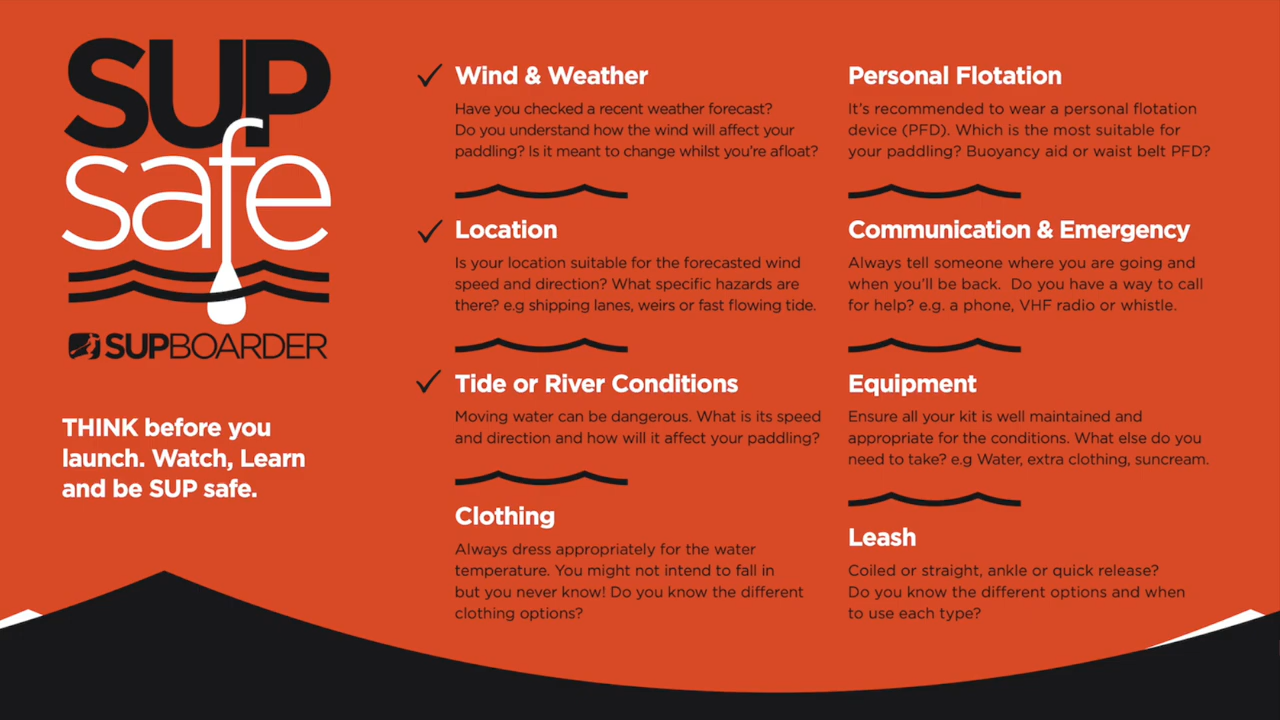 SUP
safe
SUPBOARDER
THINK before you
launch. Watch, Learn
and be SUP safe.
Wind & Weather
Have you checked a recent weather forecast?
Do you understand how the wind will affect your
paddling? Is it meant to change whilst you're afloat?
Location
Is your location suitable for the forecasted wind
speed and direction? What specific hazards are
there? e.g shipping lanes, weirs or fast flowing tide.
Tide or River Conditions
Moving water can be dangerous. What is its speed
and direction and how will it affect your paddling?
Clothing
Always dress appropriately for the water
temperature. You might not intend to fall in
but you never know! Do you know the different
clothing options?
Personal Flotation
It's recommended to wear a personal flotation
device (PFD). Which is the most suitable for
your paddling? Buoyancy aid or waist belt PFD?
Communication & Emergency
Always tell someone where you are going and
when you'll be back. Do you have a way to call
for help? e.g. a phone, VHF radio or whistle.
Equipment
Ensure all your kit is well maintained and
appropriate for the conditions. What else do you
need to take? e.g Water, extra clothing, suncream.
Leash
Coiled or straight, ankle or quick release?
Do you know the different options and when
to use each type?